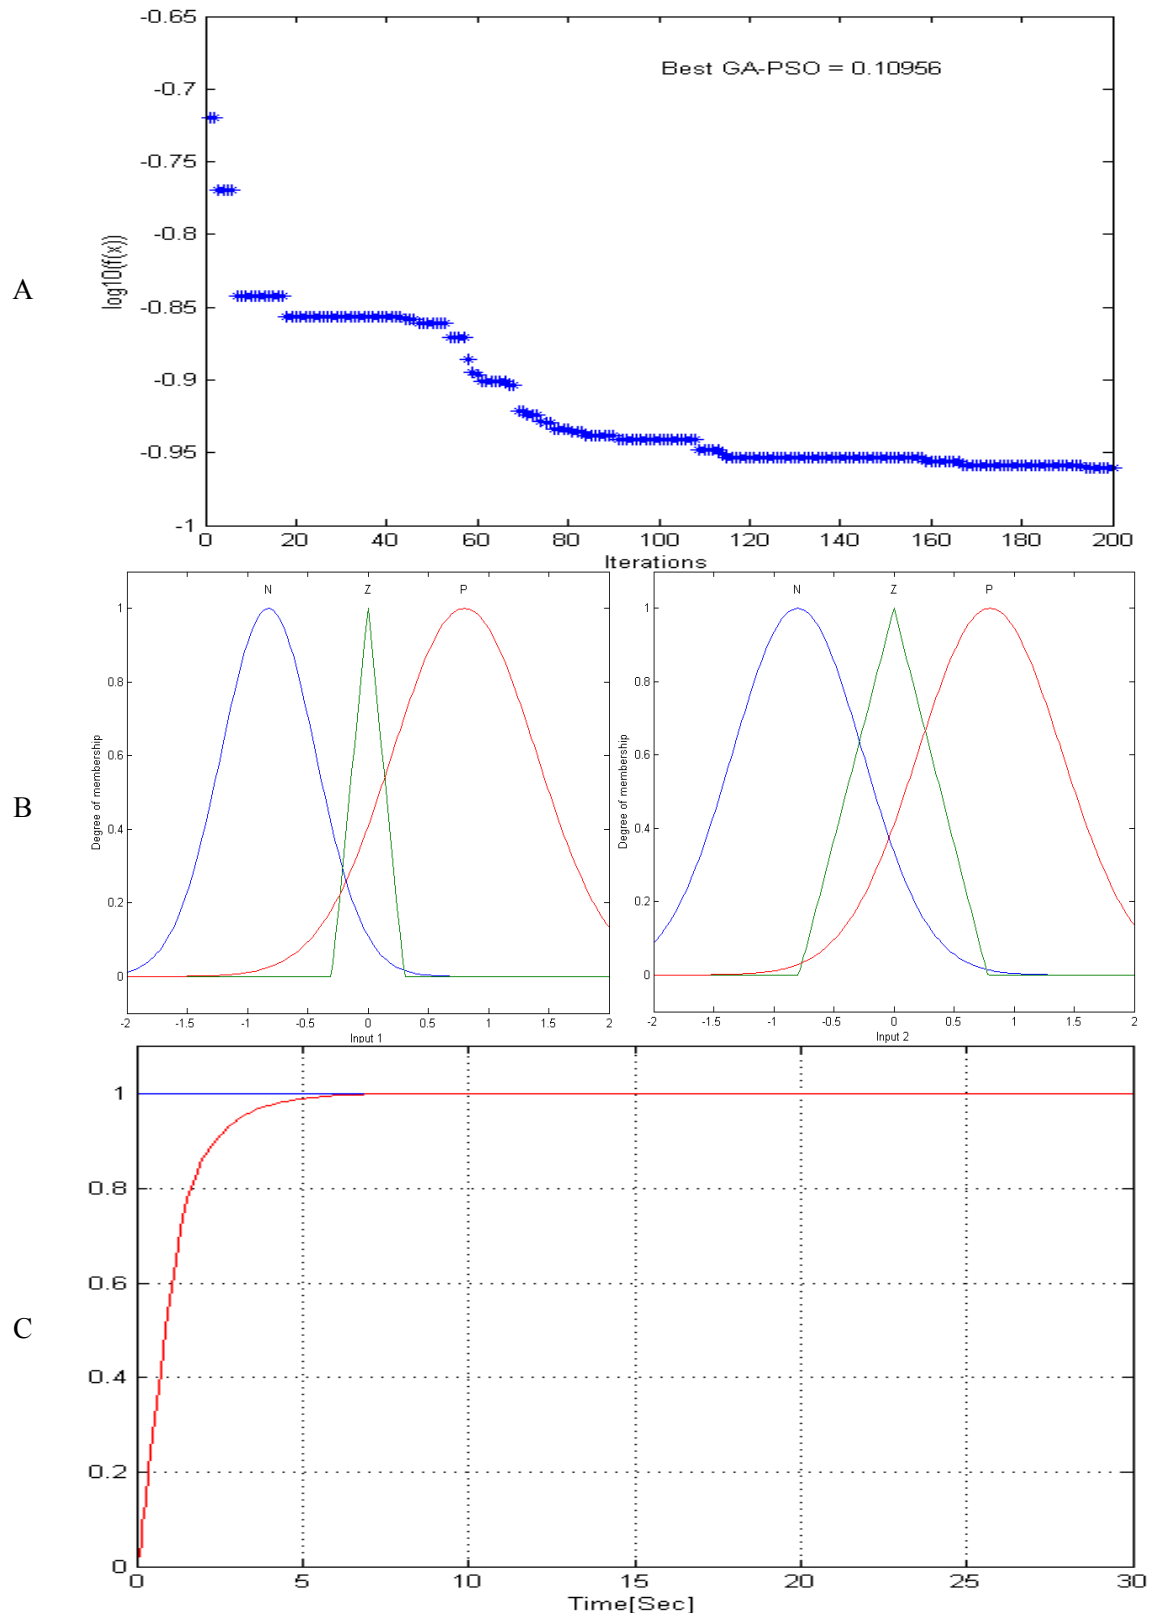 A
-0.65
-0.7
-0.75
-0.8
-0.85
-0.9
-0.95
-1
log10(f(x))
Best GA-PSO = 0.10956
0 20 40 60 80 100 120 140 160 180 200
Iterations
B
N Z P
1
0.8
0.6
0.4
0.2
0
Degree of membership
-2 -1.5 -1 -0.5 0 0.5 1 1.5 2
Input 1
N Z P
1
0.8
0.6
0.4
0.2
0
Degree of membership
-2 -1.5 -1 -0.5 0 0.5 1 1.5 2
Input 2
C
1
0.8
0.6
0.4
0.2
0
0 5 10 15 20 25 30
Time[Sec]